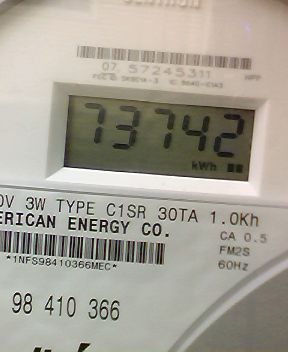 07 57245311
73742
kWh
0V 3W TYPE C1SR 30TA 1.0Kh
ERICAN ENERGY CO.
CA 0.5
FM2S
60Hz
*1NFS98410366MEC*
98 410 366